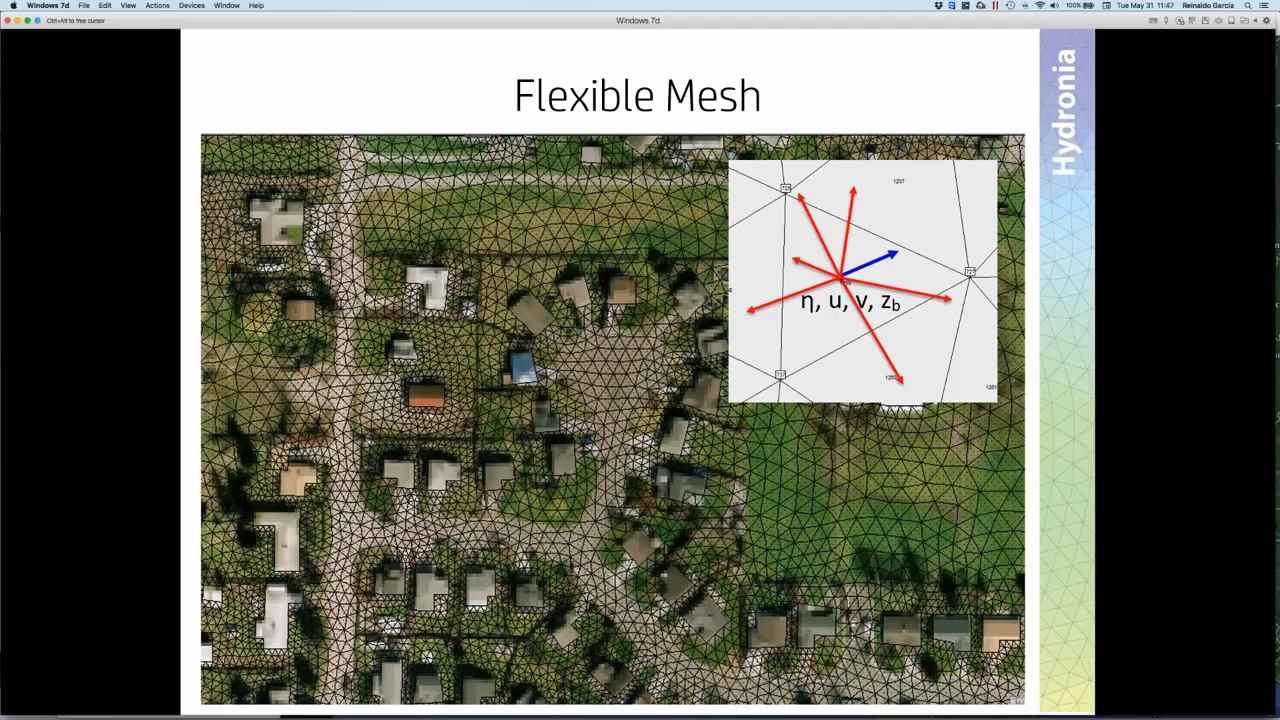 Windows 7d File Edit View Actions Devices Window Help
100% Tue May 31 11:47 Reinaldo Garcia
Ctrl+Alt to free cursor
Windows 7d
Flexible Mesh
Hydronia
1237
η, u, v, zb